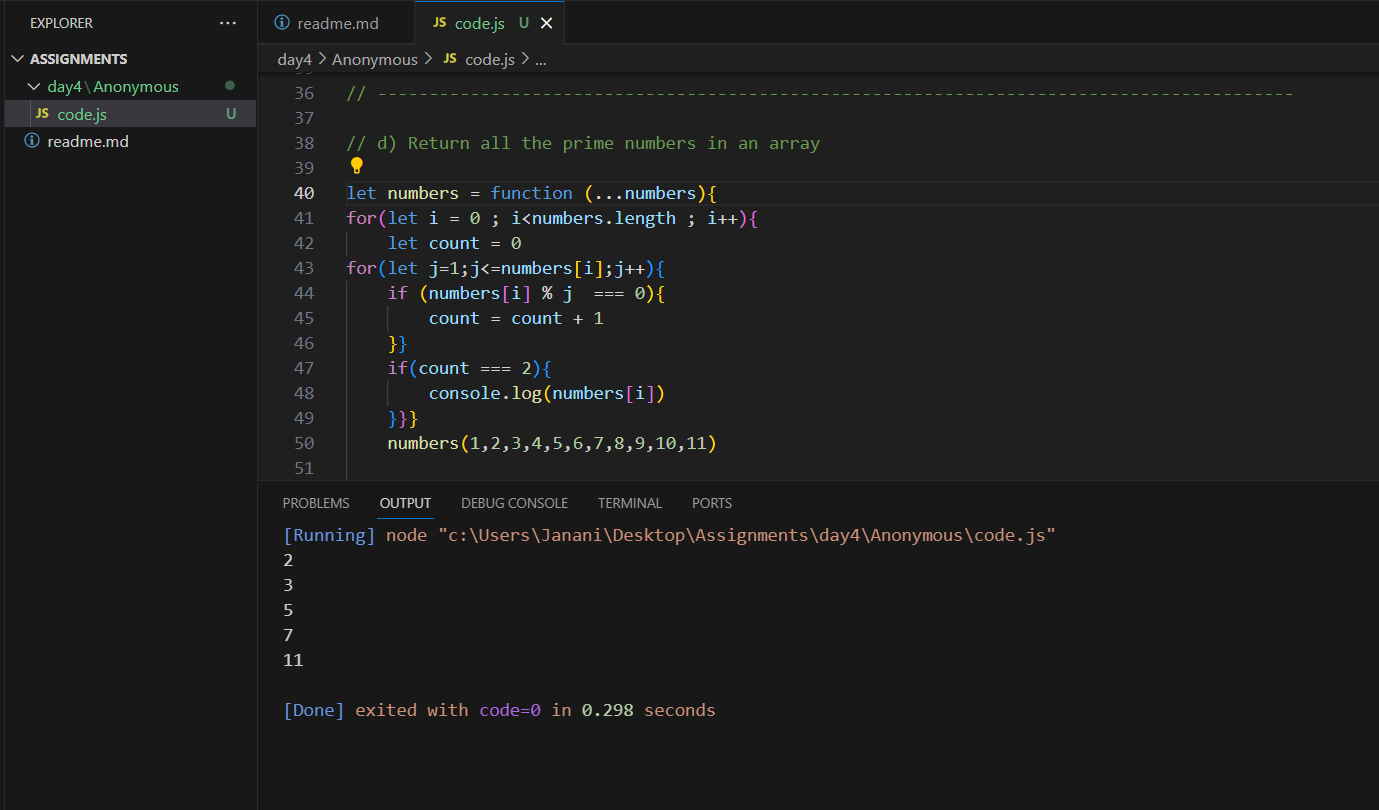 EXPLORER
ASSIGNMENTS
day4\Anonymous
JS code.js U
readme.md
readme.md JS code.js U
day4 > Anonymous > JS code.js > ...
36 // -----------------------------------------------------------------------------------------
37
38 // d) Return all the prime numbers in an array
39
40 let numbers = function (...numbers){
41 for(let i = 0 ; i<numbers.length ; i++){
42     let count = 0
43 for(let j=1;j<=numbers[i];j++){
44     if (numbers[i] % j  === 0){
45         count = count + 1
46     }}
47     if(count === 2){
48         console.log(numbers[i])
49     }}}
50     numbers(1,2,3,4,5,6,7,8,9,10,11)
51
PROBLEMS OUTPUT DEBUG CONSOLE TERMINAL PORTS
[Running] node "c:\Users\Janani\Desktop\Assignments\day4\Anonymous\code.js"
2
3
5
7
11
[Done] exited with code=0 in 0.298 seconds